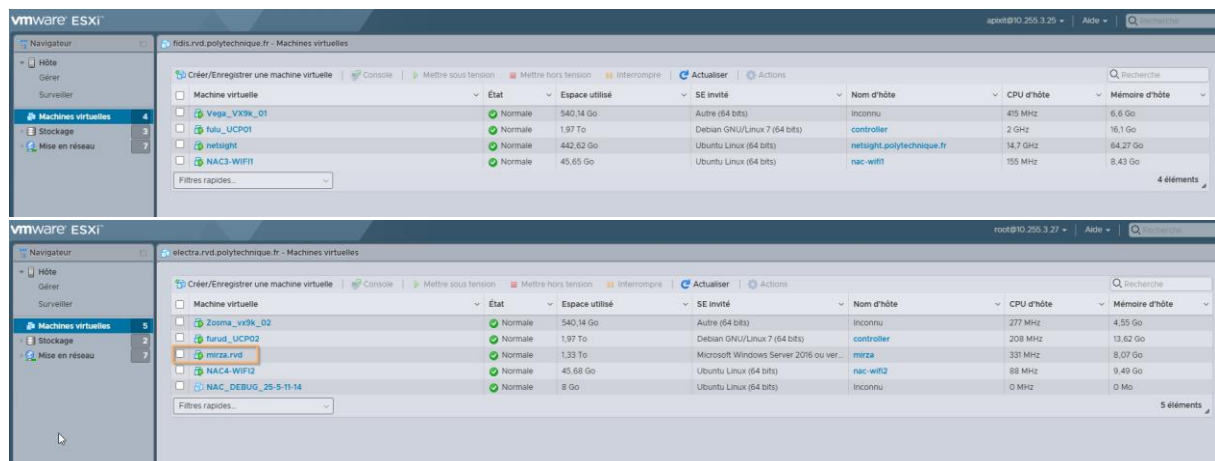 vmware ESXi™ apixit@10.255.3.25 Aide Recherche
Navigateur fidis.rvd.polytechnique.fr - Machines virtuelles
Hôte
Gérer
Surveiller
Machines virtuelles 4
Stockage 3
Mise en réseau 7
Créer/Enregistrer une machine virtuelle Console Mettre sous tension Mettre hors tension Interrompre Actualiser Actions Recherche
Machine virtuelle État Espace utilisé SE invité Nom d'hôte CPU d'hôte Mémoire d'hôte
Vega_VX9k_01 Normale 540,14 Go Autre (64 bits) Inconnu 415 MHz 6,6 Go
fulu_UCP01 Normale 1,97 To Debian GNU/Linux 7 (64 bits) controller 2 GHz 16,1 Go
netsight Normale 442,62 Go Ubuntu Linux (64 bits) netsight.polytechnique.fr 14,7 GHz 64,27 Go
NAC3-WIFI1 Normale 45,65 Go Ubuntu Linux (64 bits) nac-wifi1 155 MHz 8,43 Go
Filtres rapides... 4 éléments
vmware ESXi™ root@10.255.3.27 Aide Recherche
Navigateur electra.rvd.polytechnique.fr - Machines virtuelles
Hôte
Gérer
Surveiller
Machines virtuelles 5
Stockage 2
Mise en réseau 7
Créer/Enregistrer une machine virtuelle Console Mettre sous tension Mettre hors tension Interrompre Actualiser Actions Recherche
Machine virtuelle État Espace utilisé SE invité Nom d'hôte CPU d'hôte Mémoire d'hôte
Zosma_vx9k_02 Normale 540,14 Go Autre (64 bits) Inconnu 277 MHz 4,55 Go
furud_UCP02 Normale 1,97 To Debian GNU/Linux 7 (64 bits) controller 208 MHz 13,62 Go
mirza.rvd Normale 1,33 To Microsoft Windows Server 2016 ou ver... mirza 331 MHz 8,07 Go
NAC4-WIFI2 Normale 45,68 Go Ubuntu Linux (64 bits) nac-wifi2 88 MHz 9,49 Go
NAC_DEBUG_25-5-11-14 Normale 8 Go Ubuntu Linux (64 bits) Inconnu 0 MHz 0 Mo
Filtres rapides... 5 éléments